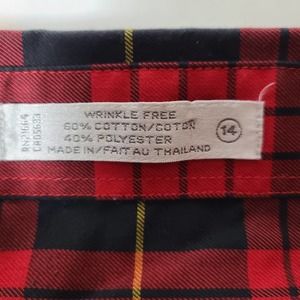 WRINKLE FREE
60% COTTON/COTON
40% POLYESTER
MADE IN/FAIT AU THAILAND
14